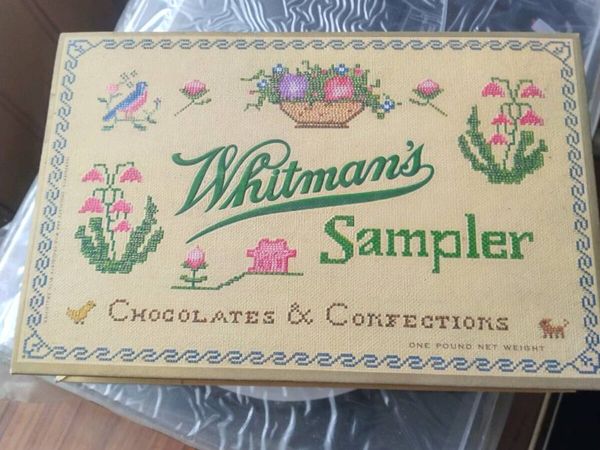 Whitman's
Sampler
CHOCOLATES & CONFECTIONS
ONE POUND NET WEIGHT